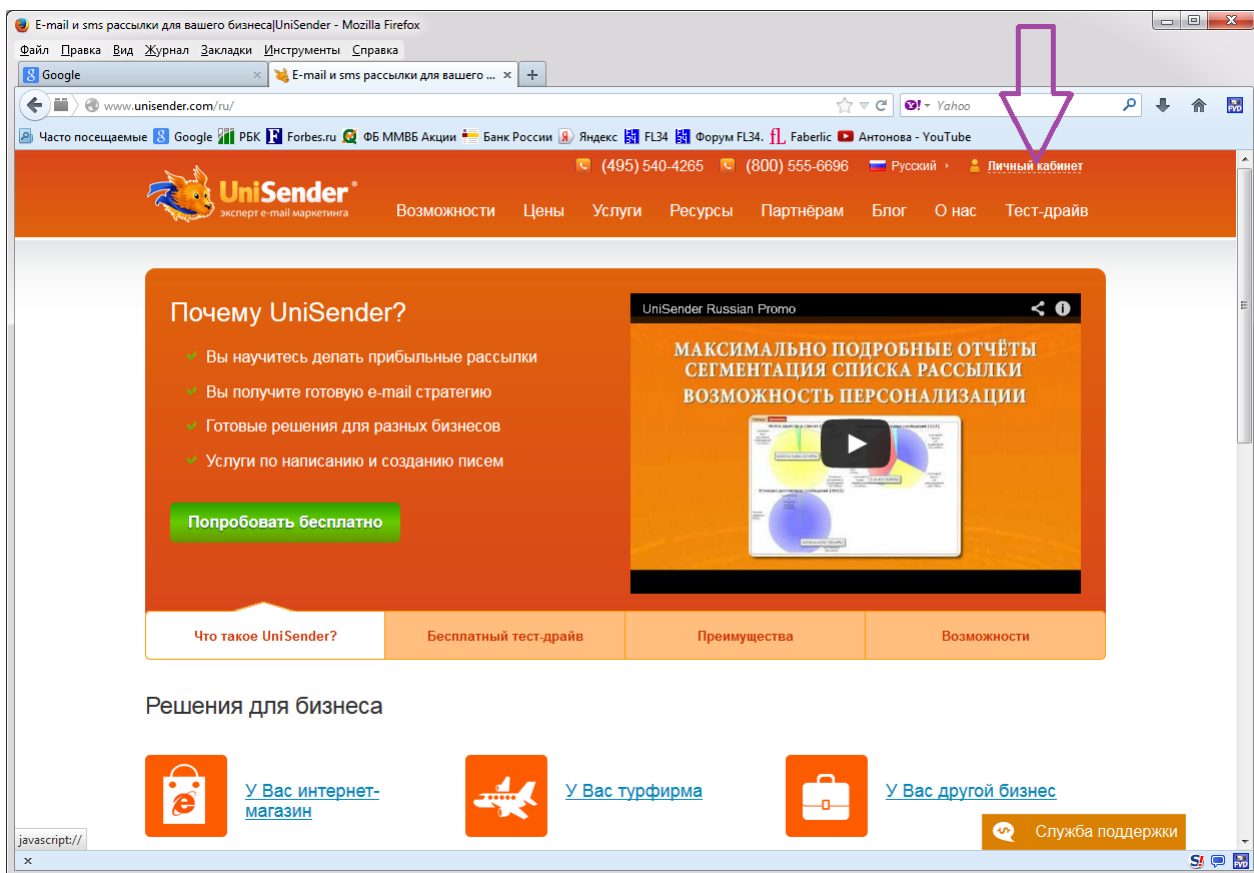 E-mail и sms рассылки для вашего бизнеса|UniSender - Mozilla Firefox
Файл Правка Вид Журнал Закладки Инструменты Справка
Google
E-mail и sms рассылки для вашего ...
www.unisender.com/ru/
Yahoo
Часто посещаемые Google РБК Forbes.ru ФБ ММВБ Акции Банк России Яндекс FL34 Форум FL34. Faberlic Антонова - YouTube
(495) 540-4265 (800) 555-6696 Русский Личный кабинет
UniSender
эксперт e-mail маркетинга
Возможности Цены Услуги Ресурсы Партнёрам Блог О нас Тест-драйв
Почему UniSender?
Вы научитесь делать прибыльные рассылки
Вы получите готовую e-mail стратегию
Готовые решения для разных бизнесов
Услуги по написанию и созданию писем
Попробовать бесплатно
UniSender Russian Promo
МАКСИМАЛЬНО ПОДРОБНЫЕ ОТЧЁТЫ
СЕГМЕНТАЦИЯ СПИСКА РАССЫЛКИ
ВОЗМОЖНОСТЬ ПЕРСОНАЛИЗАЦИИ
Что такое UniSender? Бесплатный тест-драйв Преимущества Возможности
Решения для бизнеса
У Вас интернет-
магазин
У Вас турфирма
У Вас другой бизнес
Служба поддержки
javascript://